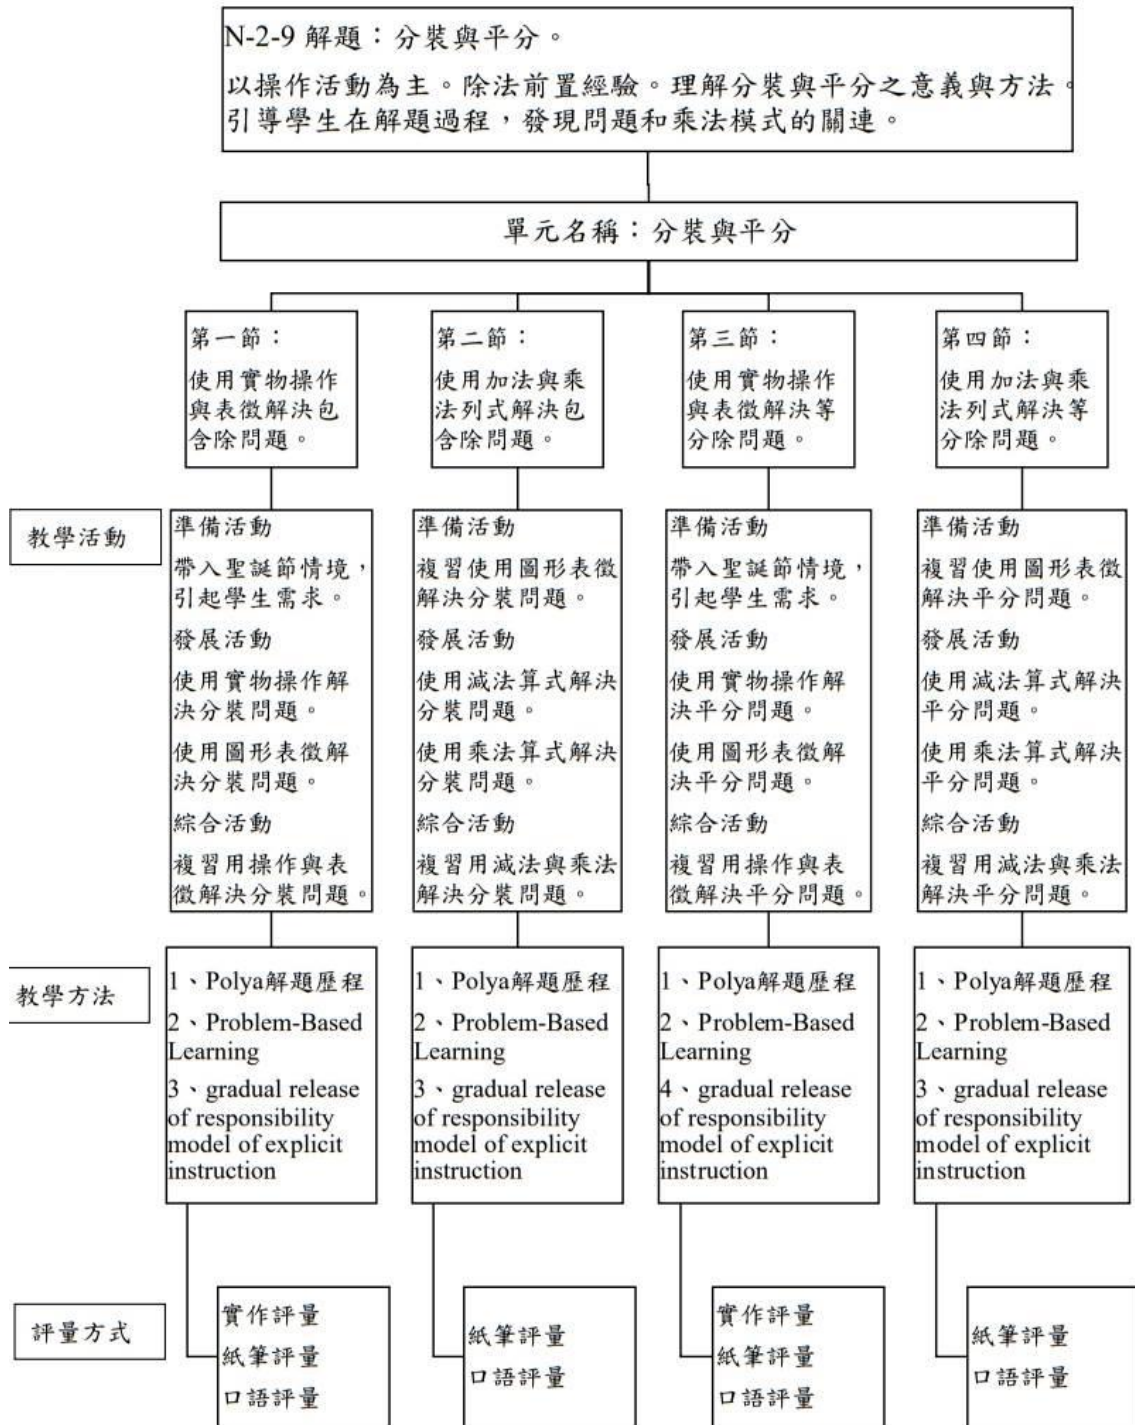 N-2-9 解題：分裝與平分。
以操作活動為主。除法前置經驗。理解分裝與平分之意義與方法。
引導學生在解題過程，發現問題和乘法模式的關連。
單元名稱：分裝與平分
第一節：
使用實物操作
與表徵解決包
含除問題。
第二節：
使用加法與乘
法列式解決包
含除問題。
第三節：
使用實物操作
與表徵解決等
分除問題。
第四節：
使用加法與乘
法列式解決等
分除問題。
教學活動
準備活動
帶入聖誕節情境，
引起學生需求。
發展活動
使用實物操作解
決分裝問題。
使用圖形表徵解
決分裝問題。
綜合活動
複習用操作與表
徵解決分裝問題。
準備活動
複習使用圖形表徵
解決分裝問題。
發展活動
使用減法算式解決
分裝問題。
使用乘法算式解決
分裝問題。
綜合活動
複習用減法與乘法
解決分裝問題。
準備活動
帶入聖誕節情境，
引起學生需求。
發展活動
使用實物操作解
決平分問題。
使用圖形表徵解
決平分問題。
綜合活動
複習用操作與表
徵解決平分問題。
準備活動
複習使用圖形表徵
解決平分問題。
發展活動
使用減法算式解決
平分問題。
使用乘法算式解決
平分問題。
綜合活動
複習用減法與乘法
解決平分問題。
教學方法
1、Polya解題歷程
2、Problem-Based
Learning
3、gradual release
of responsibility
model of explicit
instruction
1、Polya解題歷程
2、Problem-Based
Learning
3、gradual release
of responsibility
model of explicit
instruction
1、Polya解題歷程
2、Problem-Based
Learning
4、gradual release
of responsibility
model of explicit
instruction
1、Polya解題歷程
2、Problem-Based
Learning
3、gradual release
of responsibility
model of explicit
instruction
評量方式
實作評量
紙筆評量
口語評量
紙筆評量
口語評量
實作評量
紙筆評量
口語評量
紙筆評量
口語評量